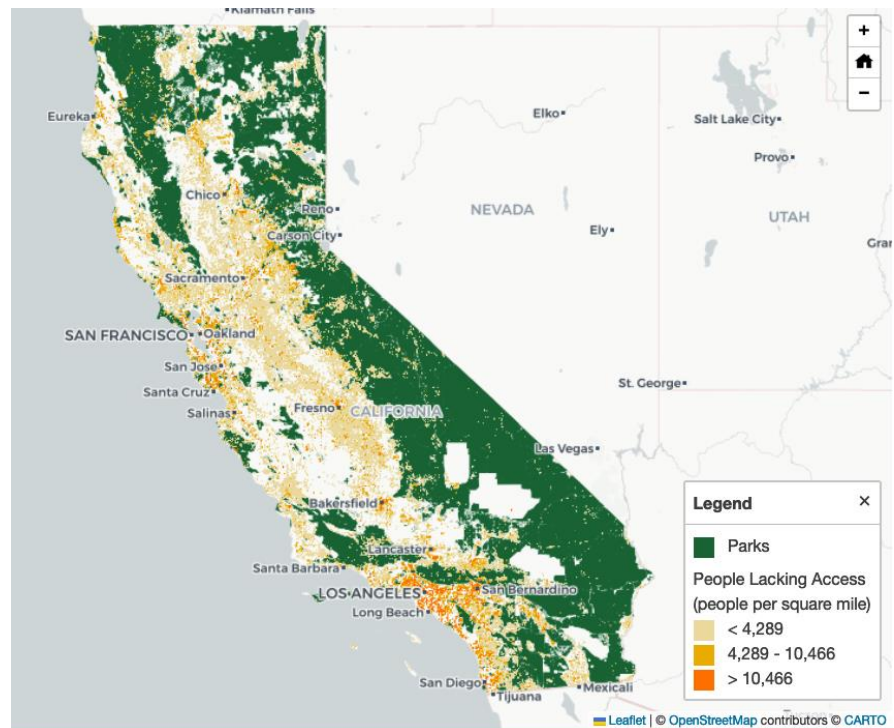 Klamath Falls
+
−
Eureka
Elko
Salt Lake City
Provo
Chico
Reno
NEVADA
UTAH
Carson City
Ely
Gran
Sacramento
SAN FRANCISCO
Oakland
San Jose
St. George
Santa Cruz
Fresno
CALIFORNIA
Salinas
Las Vegas
Bakersfield
Legend ×
Parks
People Lacking Access
(people per square mile)
< 4,289
4,289 - 10,466
> 10,466
Lancaster
Santa Barbara
LOS ANGELES
San Bernardino
Long Beach
San Diego
Tijuana
Mexicali
Leaflet | © OpenStreetMap contributors © CARTO